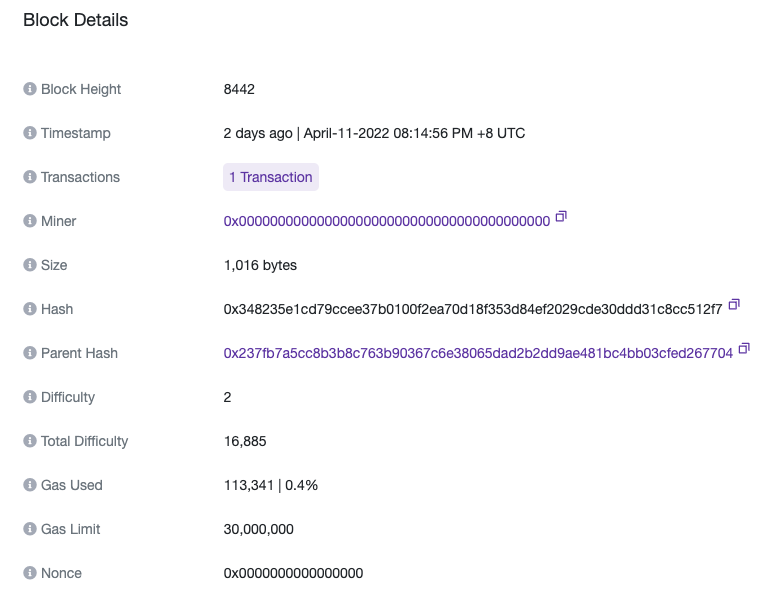 Block Details
Block Height 8442
Timestamp 2 days ago | April-11-2022 08:14:56 PM +8 UTC
Transactions 1 Transaction
Miner 0x0000000000000000000000000000000000000000
Size 1,016 bytes
Hash 0x348235e1cd79ccee37b0100f2ea70d18f353d84ef2029cde30ddd31c8cc512f7
Parent Hash 0x237fb7a5cc8b3b8c763b90367c6e38065dad2b2dd9ae481bc4bb03cfed267704
Difficulty 2
Total Difficulty 16,885
Gas Used 113,341 | 0.4%
Gas Limit 30,000,000
Nonce 0x0000000000000000